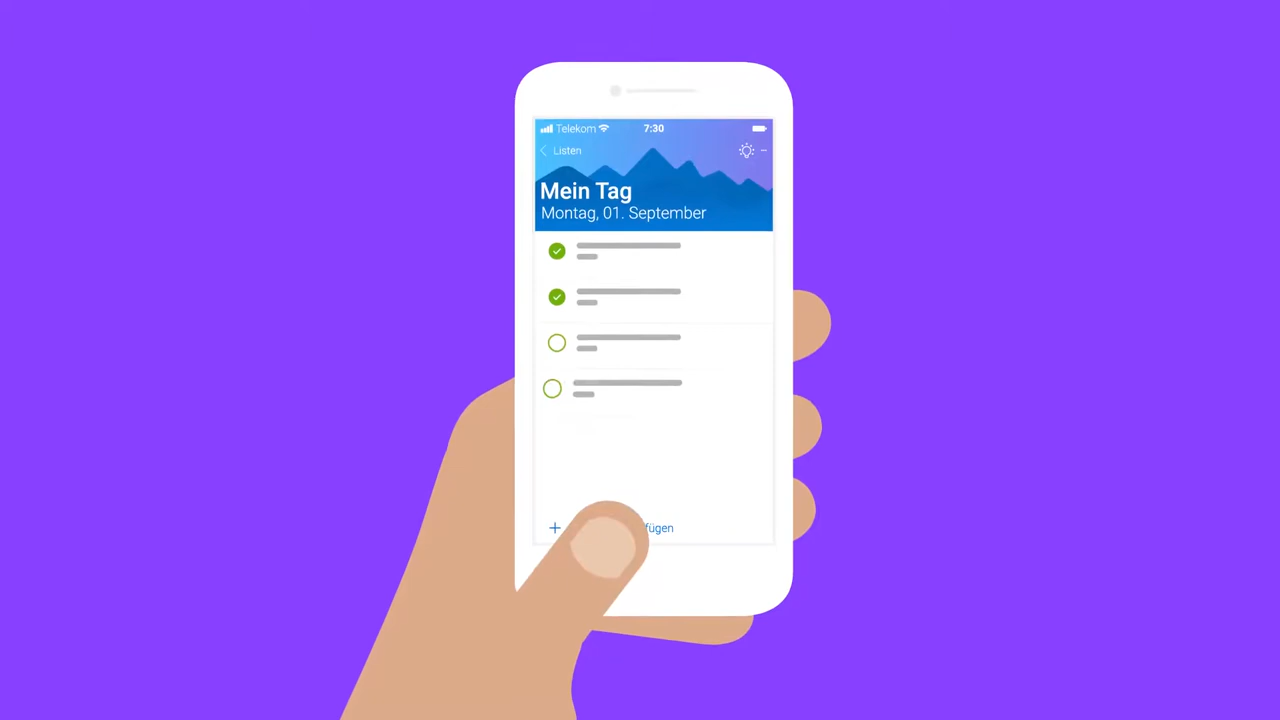 Telekom 7:30
Listen
Mein Tag
Montag, 01. September
+ fügen